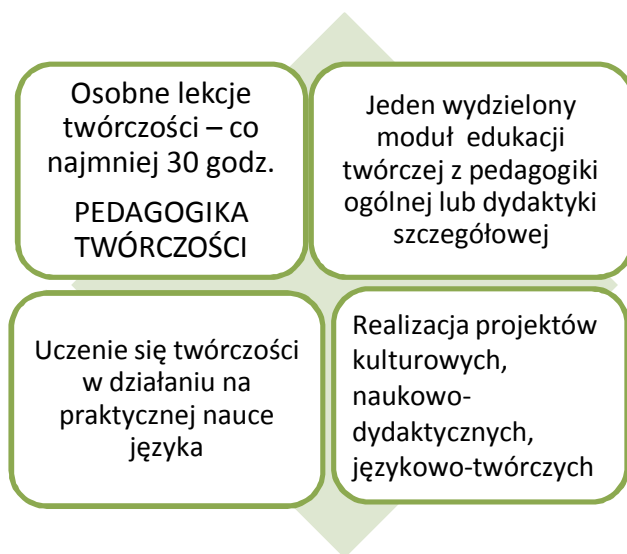 Osobne lekcje
twórczości – co
najmniej 30 godz.
PEDAGOGIKA
TWÓRCZOŚCI
Jeden wydzielony
moduł edukacji
twórczej z pedagogiki
ogólnej lub dydaktyki
szczegółowej
Uczenie się twórczości
w działaniu na
praktycznej nauce
języka
Realizacja projektów
kulturowych,
naukowo-
dydaktycznych,
językowo-twórczych